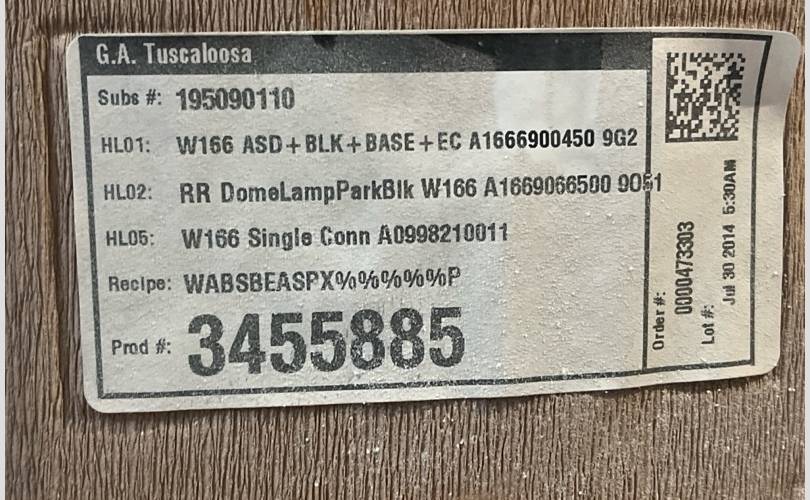 G.A. Tuscaloosa
Subs #: 195090110
HL01: W166 ASD+BLK+BASE+EC A1666900450 9G2
HL02: RR DomeLampParkBlk W166 A1669066500 9051
HL05: W166 Single Conn A0998210011
Recipe: WABSBEASPX%%%%%P
Prod #: 3455885
Order #:
0000473303
Lot #:
Jul 30 2014 5:30AM